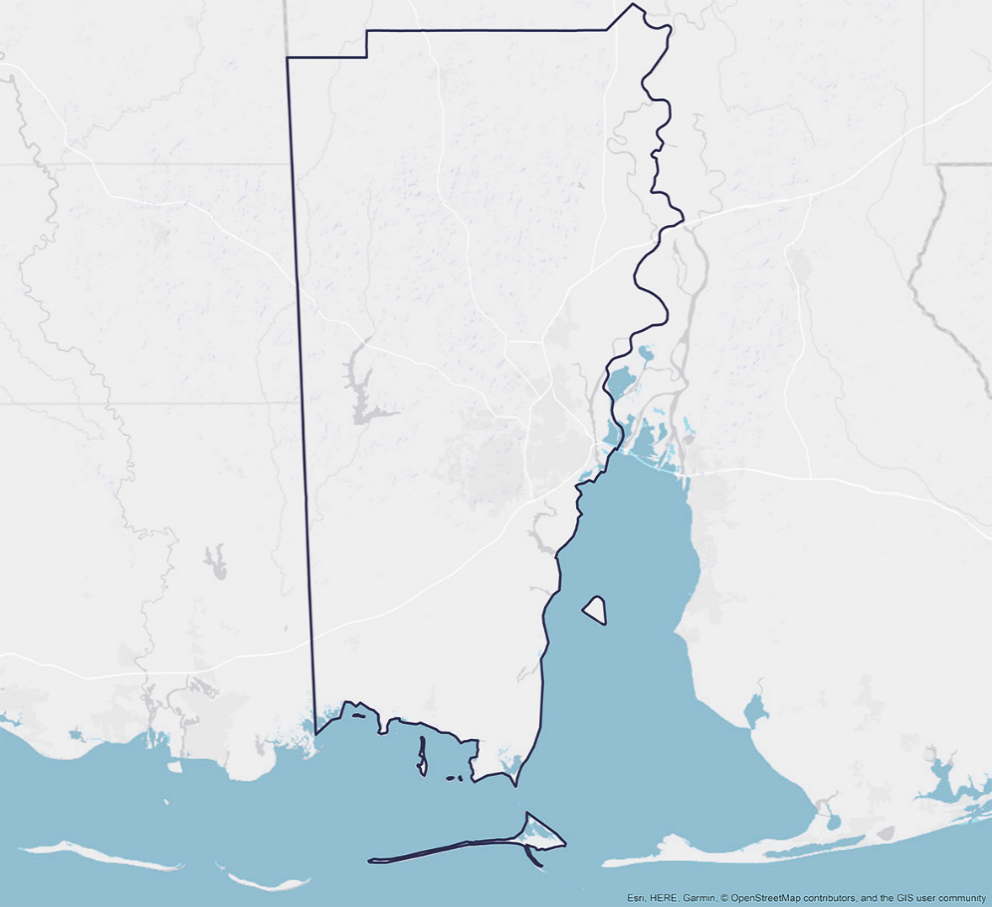 Esri, HERE, Garmin, © OpenStreetMap contributors, and the GIS user community